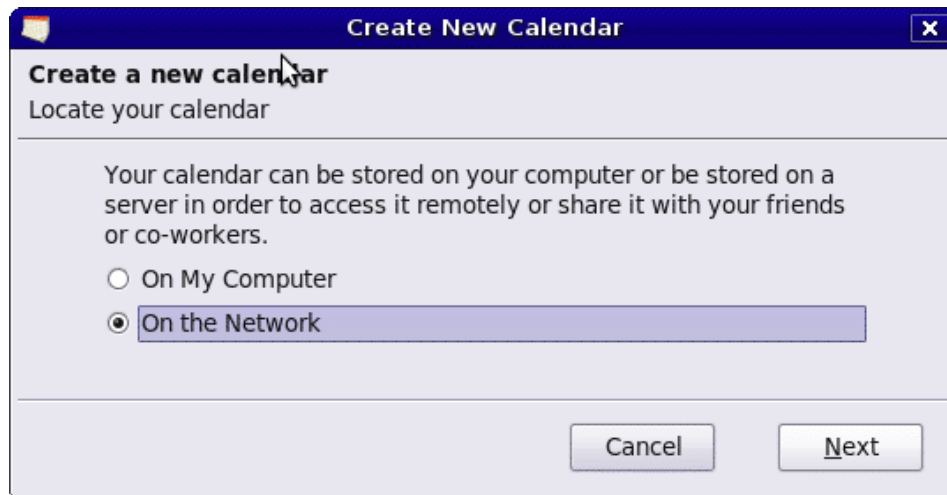 Create New Calendar
Create a new calendar
Locate your calendar
Your calendar can be stored on your computer or be stored on a
server in order to access it remotely or share it with your friends
or co-workers.
On My Computer
On the Network
Cancel
Next